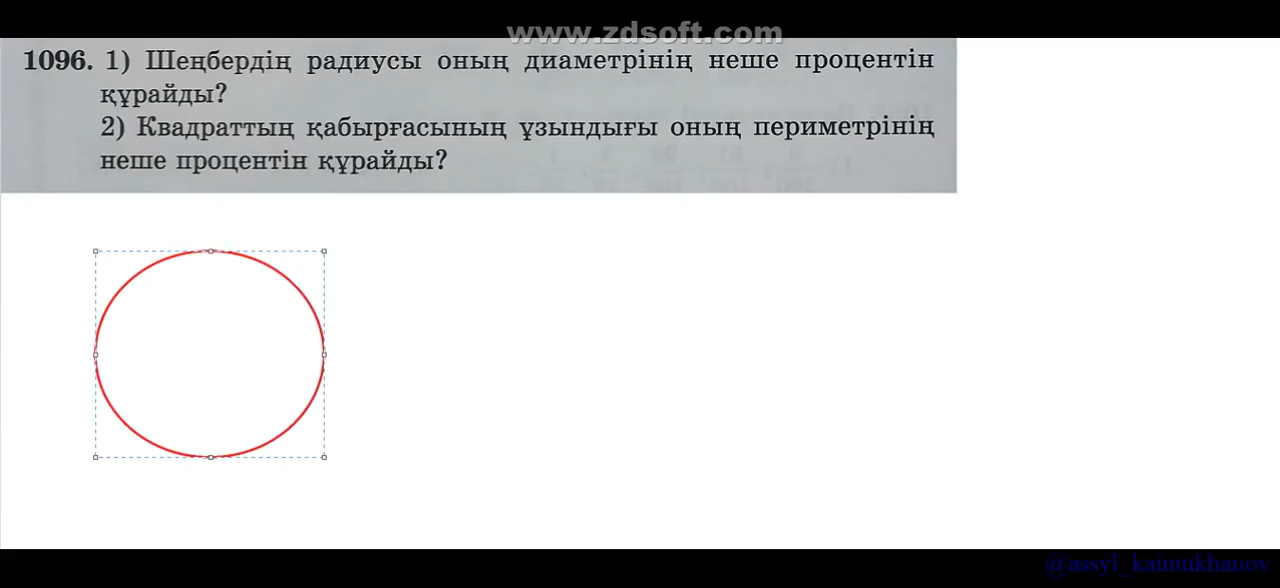 www.zdsoft.com
1096. 1) Шеңбердің радиусы оның диаметрінің неше процентін
құрайды?
2) Квадраттың қабырғасының ұзындығы оның периметрінің
неше процентін құрайды?
@assyl_kaimukhanov